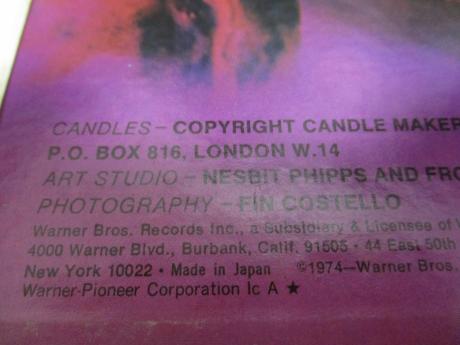 CANDLES – COPYRIGHT CANDLE MAKER
P.O. BOX 816, LONDON W.14
ART STUDIO – NESBIT PHIPPS AND FRO
PHOTOGRAPHY – FIN COSTELLO
Warner Bros. Records Inc., a Subsidiary & Licensee of W
4000 Warner Blvd., Burbank, Calif. 91505 • 44 East 50th
New York 10022 • Made in Japan ©1974—Warner Bros.
Warner-Pioneer Corporation Ic A ★